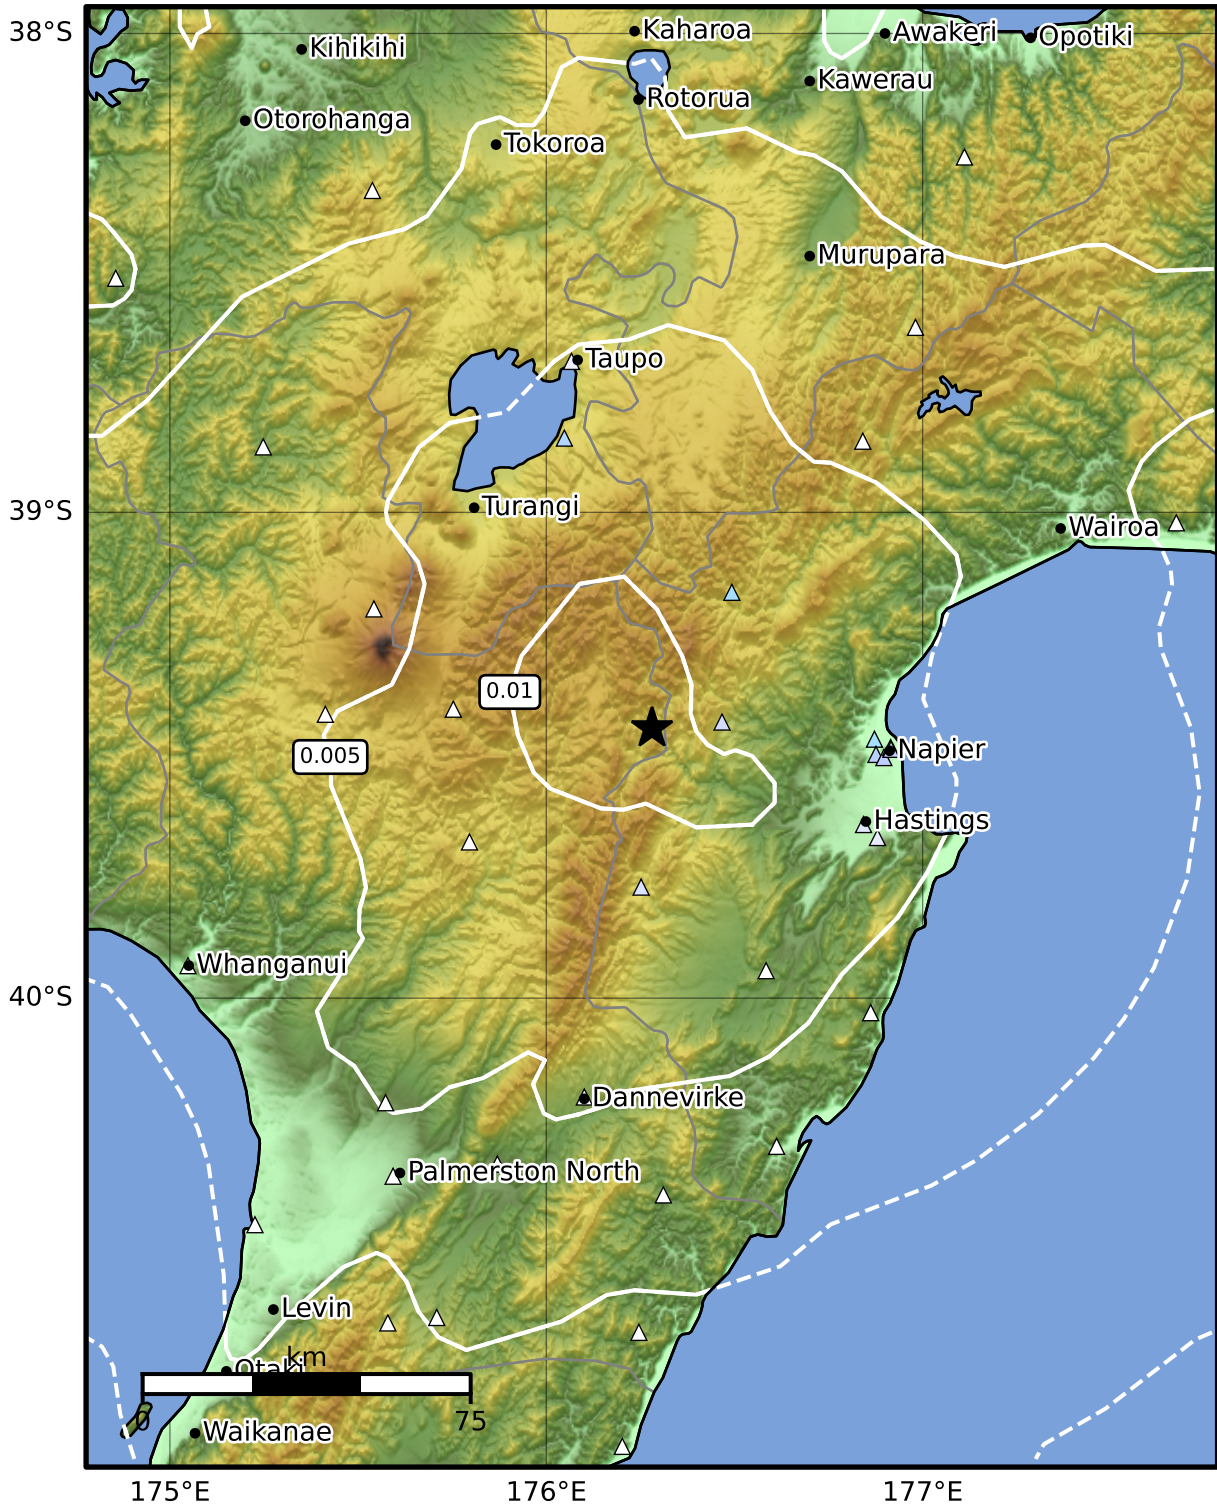 38°S
Kihikihi
Kaharoa
Awakeri
Opotiki
Kawerau
Rotorua
Otorohanga
Tokoroa
Murupara
Taupo
39°S
Turangi
Wairoa
0.01
0.005
Napier
Hastings
Whanganui
40°S
Dannevirke
Palmerston North
Levin
km
Otaki
0
75
Waikanae
175°E
176°E
177°E